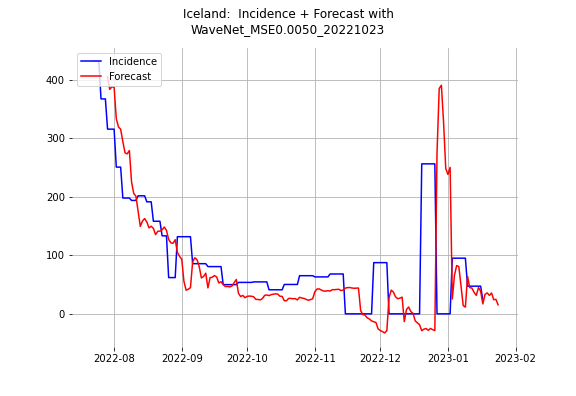 Iceland:  Incidence + Forecast with
WaveNet_MSE0.0050_20221023
Incidence
Forecast
400
300
200
100
0
2022-08 2022-09 2022-10 2022-11 2022-12 2023-01 2023-02